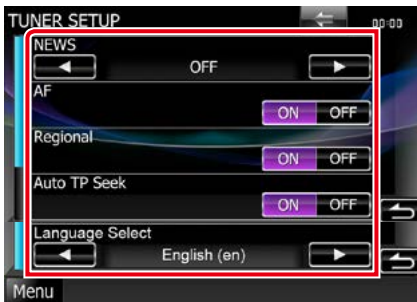 TUNER SETUP
00:00
NEWS
OFF
AF
ON OFF
Regional
ON OFF
Auto TP Seek
ON OFF
Language Select
English (en)
Menu